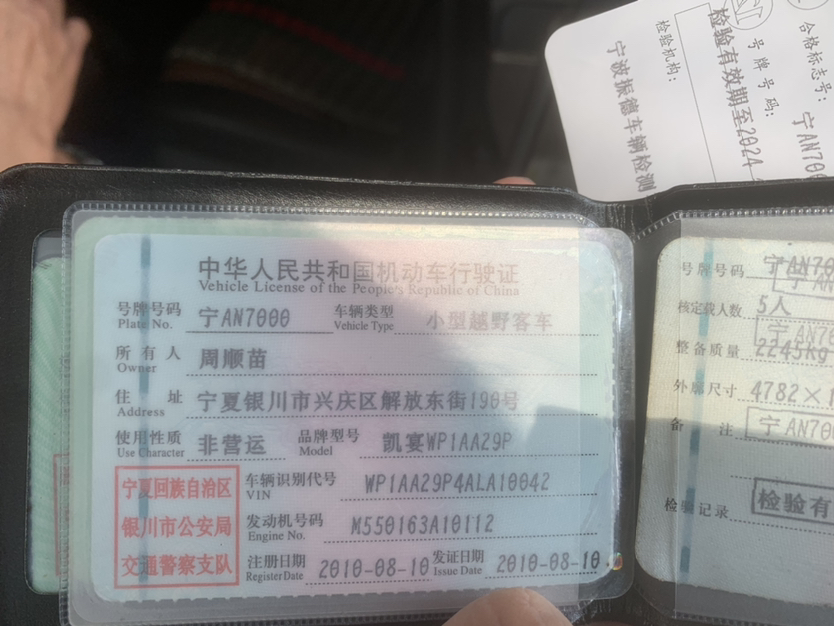 中华人民共和国机动车行驶证
Vehicle License of the People's Republic of China
号牌号码 宁AN7000 车辆类型 小型越野客车
Plate No. Vehicle Type
所有人 周顺苗
Owner
住址 宁夏银川市兴庆区解放东街190号
Address
使用性质 非营运 品牌型号 凯宴WP1AA29P
Use Character Model
宁夏回族自治区
银川市公安局
交通警察支队
车辆识别代号 WP1AA29P4ALA10042
VIN
发动机号码 M550163A10112
Engine No.
注册日期 2010-08-10 发证日期 2010-08-10
Register Date Issue Date
号牌号码 宁AN70
核定载人数 5人
宁AN70
整备质量 2245Kg
外廓尺寸 4782×1
备注 宁AN70
检验记录 检验有
合格标志号:
宁AN700
号牌号码:
检验有效期至2024
检验机构:
宁波振德车辆检测